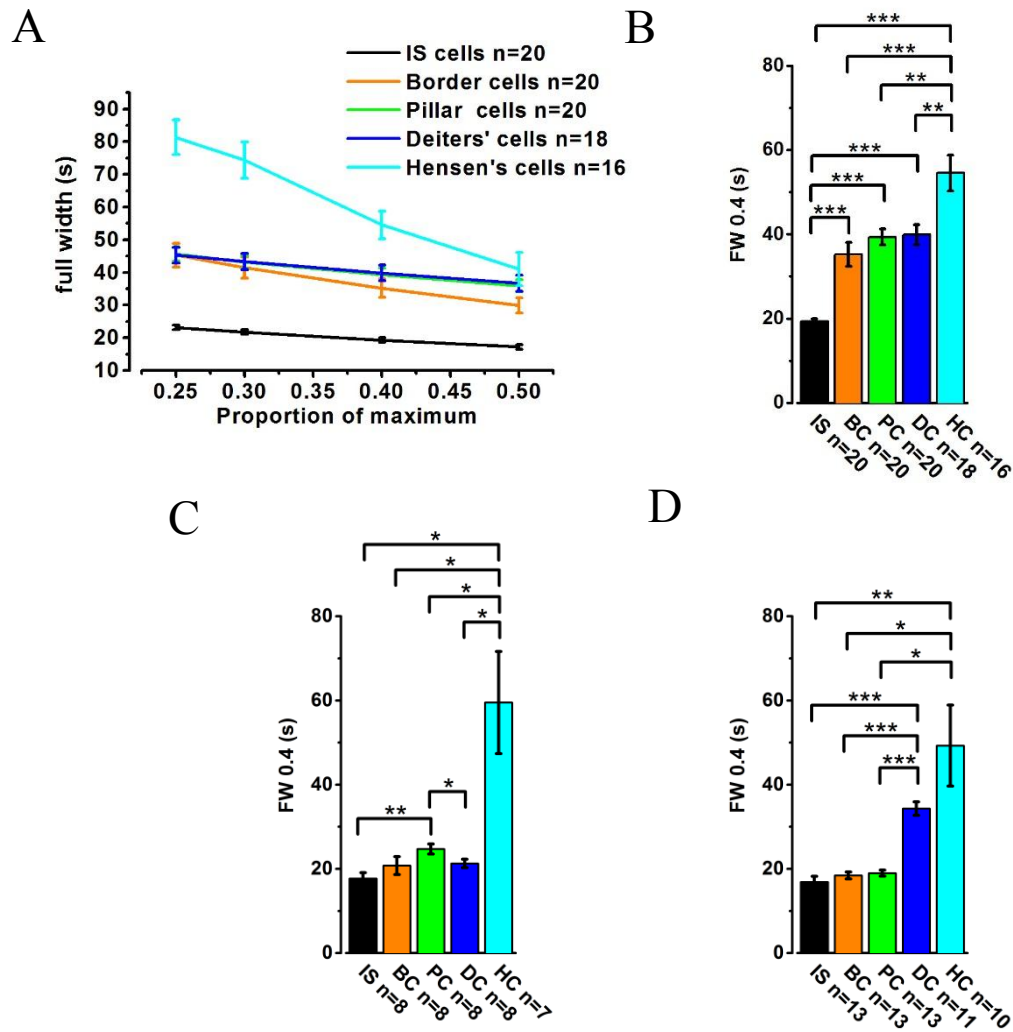 A
IS cells n=20
Border cells n=20
Pillar cells n=20
Deiters' cells n=18
Hensen's cells n=16
full width (s)
90
80
70
60
50
40
30
20
10
0.25 0.30 0.35 0.40 0.45 0.50
Proportion of maximum
B
***
***
**
**
***
***
***
FW 0.4 (s)
80
60
40
20
0
IS n=20
BC n=20
PC n=20
DC n=18
HC n=16
C
*
*
*
*
*
**
FW 0.4 (s)
80
60
40
20
0
IS n=8
BC n=8
PC n=8
DC n=8
HC n=7
D
**
*
*
***
***
***
FW 0.4 (s)
80
60
40
20
0
IS n=13
BC n=13
PC n=13
DC n=11
HC n=10